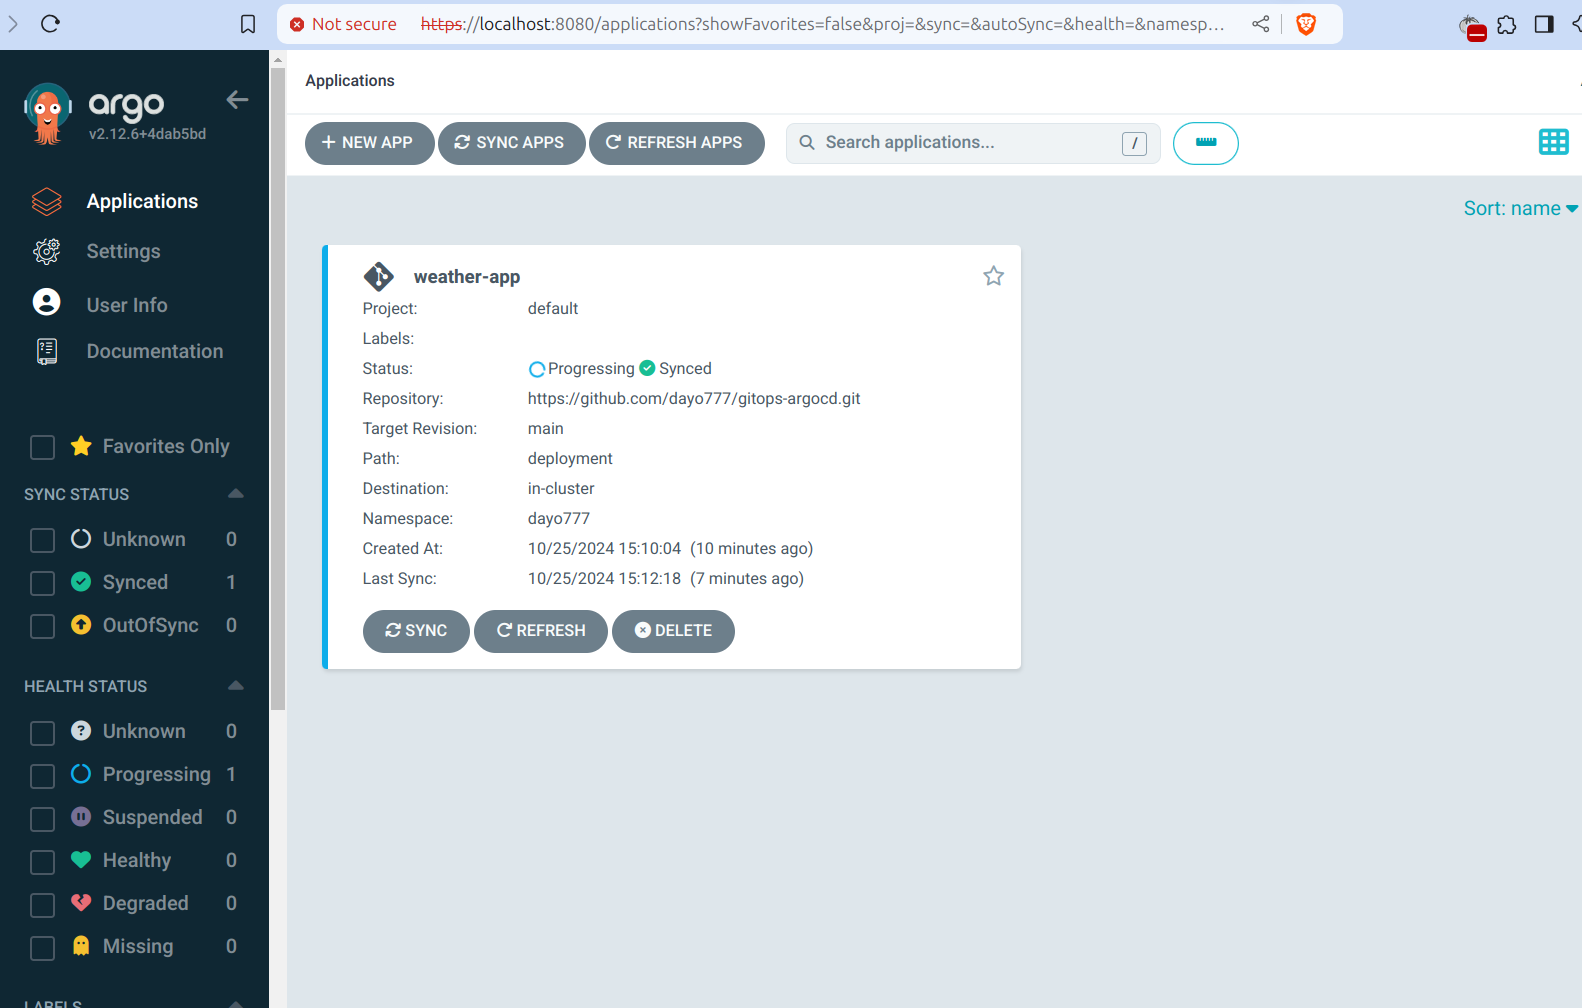 Not secure https://localhost:8080/applications?showFavorites=false&proj=&sync=&autoSync=&health=&namesp...
argo
v2.12.6+4dab5bd
Applications
Settings
User Info
Documentation
Favorites Only
SYNC STATUS
Unknown 0
Synced 1
OutOfSync 0
HEALTH STATUS
Unknown 0
Progressing 1
Suspended 0
Healthy 0
Degraded 0
Missing 0
LABELS
Applications
+ NEW APP SYNC APPS REFRESH APPS Search applications... /
Sort: name
weather-app
Project: default
Labels:
Status: Progressing Synced
Repository: https://github.com/dayo777/gitops-argocd.git
Target Revision: main
Path: deployment
Destination: in-cluster
Namespace: dayo777
Created At: 10/25/2024 15:10:04 (10 minutes ago)
Last Sync: 10/25/2024 15:12:18 (7 minutes ago)
SYNC REFRESH DELETE